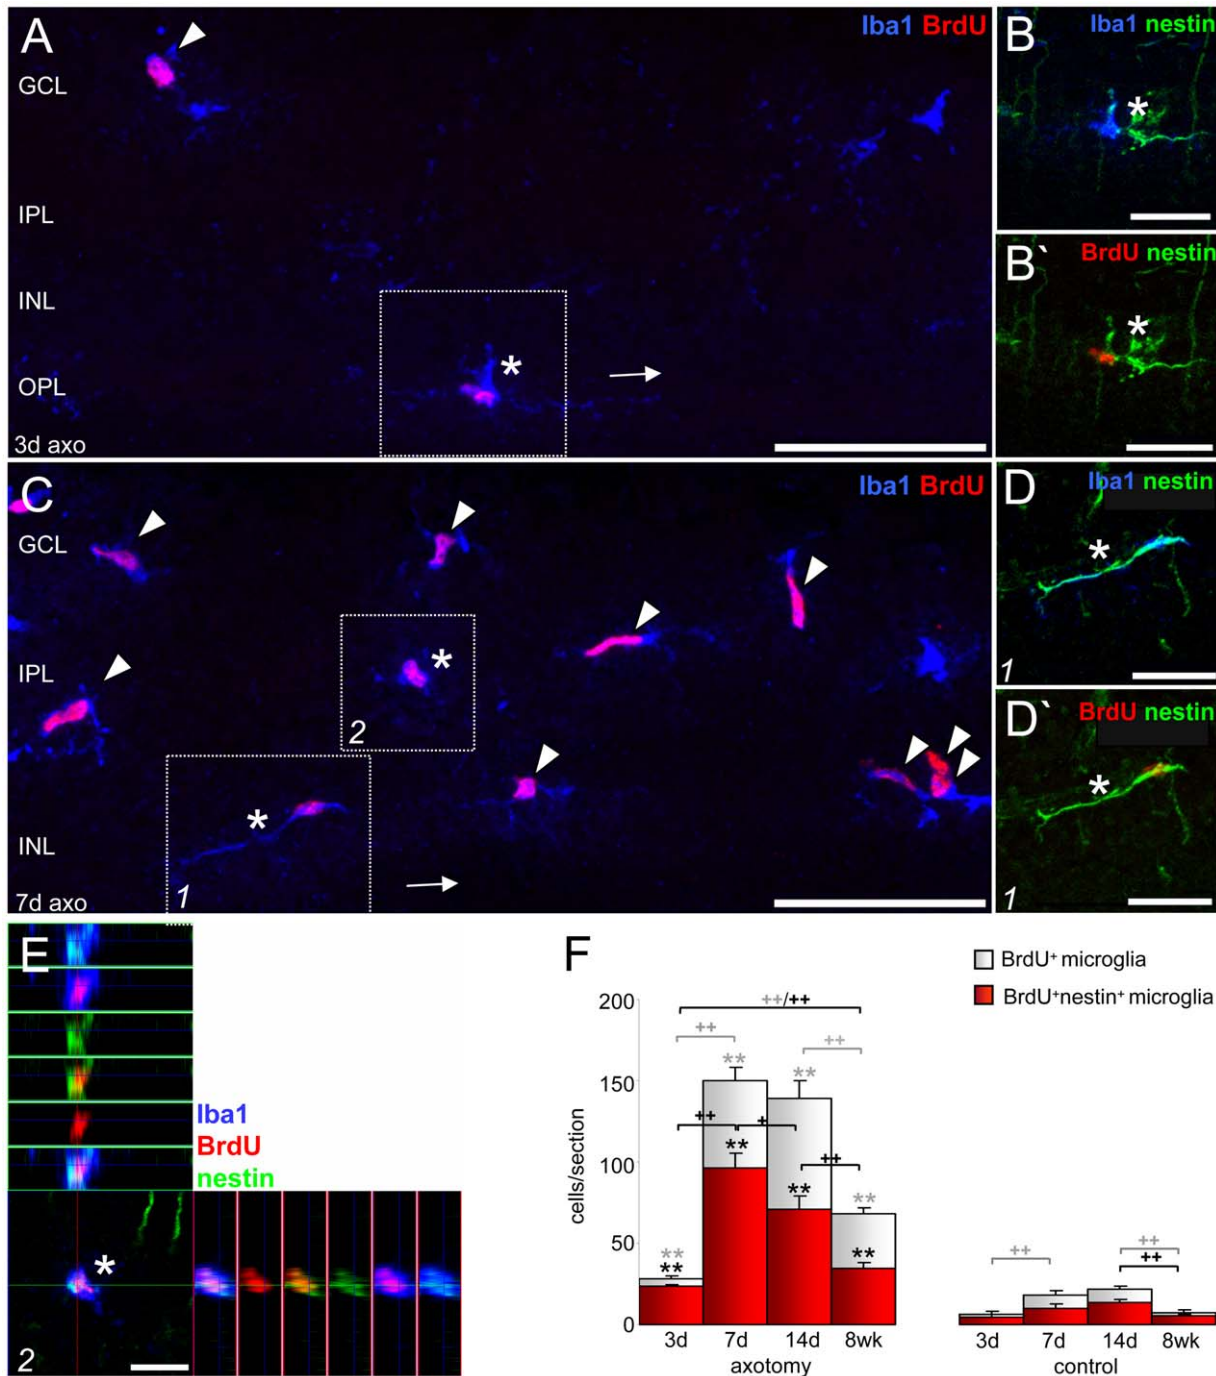 A
Iba1 BrdU
GCL
IPL
INL
OPL
*
3d axo
B
Iba1 nestin
*
B`
BrdU nestin
*
C
Iba1 BrdU
GCL
IPL
*
2
INL
*
1
7d axo
D
Iba1 nestin
*
1
D`
BrdU nestin
*
1
E
Iba1
BrdU
nestin
*
2
F
BrdU⁺ microglia
BrdU⁺nestin⁺ microglia
cells/section
200
150
100
50
0
++/++
++
++
**
**
++
+
**
++
**
**
**
**
**
3d 7d 14d 8wk
axotomy
++
++
++
3d 7d 14d 8wk
control